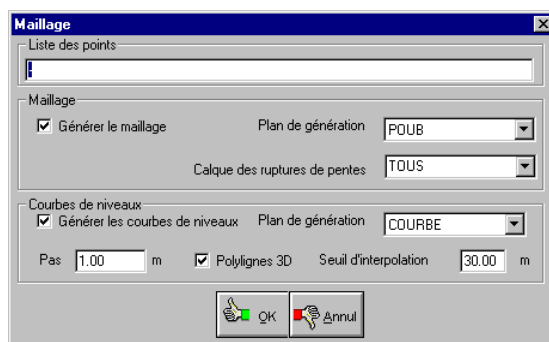 Maillage
Liste des points
-
Maillage
Générer le maillage Plan de génération POUB
Calque des ruptures de pentes TOUS
Courbes de niveaux
Générer les courbes de niveaux Plan de génération COURBE
Pas 1.00 m Polylignes 3D Seuil d'interpolation 30.00 m
OK Annul